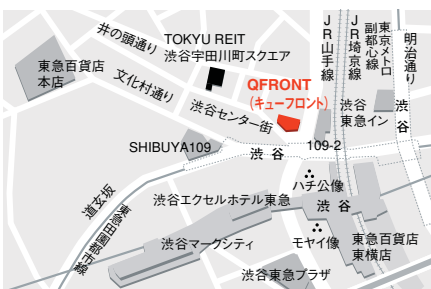 井の頭通り
TOKYU REIT
渋谷宇田川町スクエア
東急百貨店
本店
文化村通り
QFRONT
(キューフロント)
渋谷センター街
JR山手線
JR埼京線
東京メトロ
副都心線
明治通り
渋谷
東急イン
渋谷
SHIBUYA109
渋谷
109-2
ハチ公像
道玄坂
東急田園都市線
渋谷エクセルホテル東急
渋谷
渋谷マークシティ
モヤイ像
東急百貨店
東横店
渋谷東急プラザ